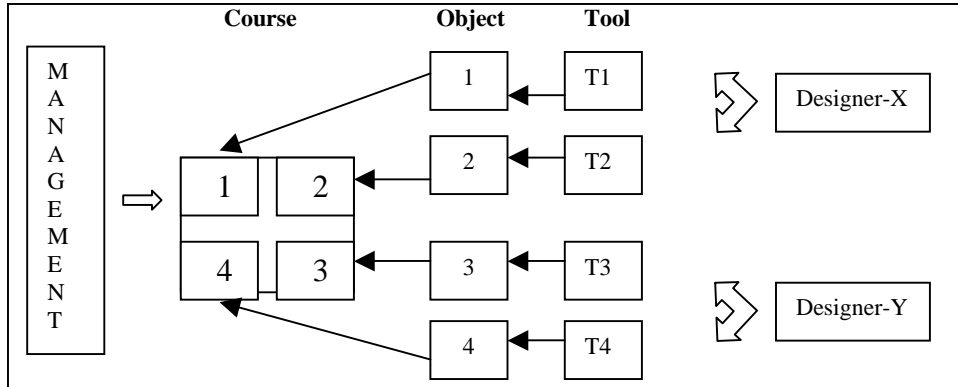 Course Object Tool
M
A
N
A
G
E
M
E
N
T
1 T1
Designer-X
2 T2
1 2
4 3
3 T3
Designer-Y
4 T4